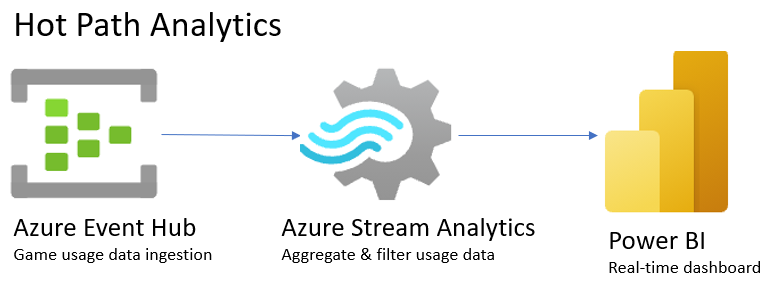 Hot Path Analytics
Azure Event Hub
Game usage data ingestion
Azure Stream Analytics
Aggregate & filter usage data
Power BI
Real-time dashboard